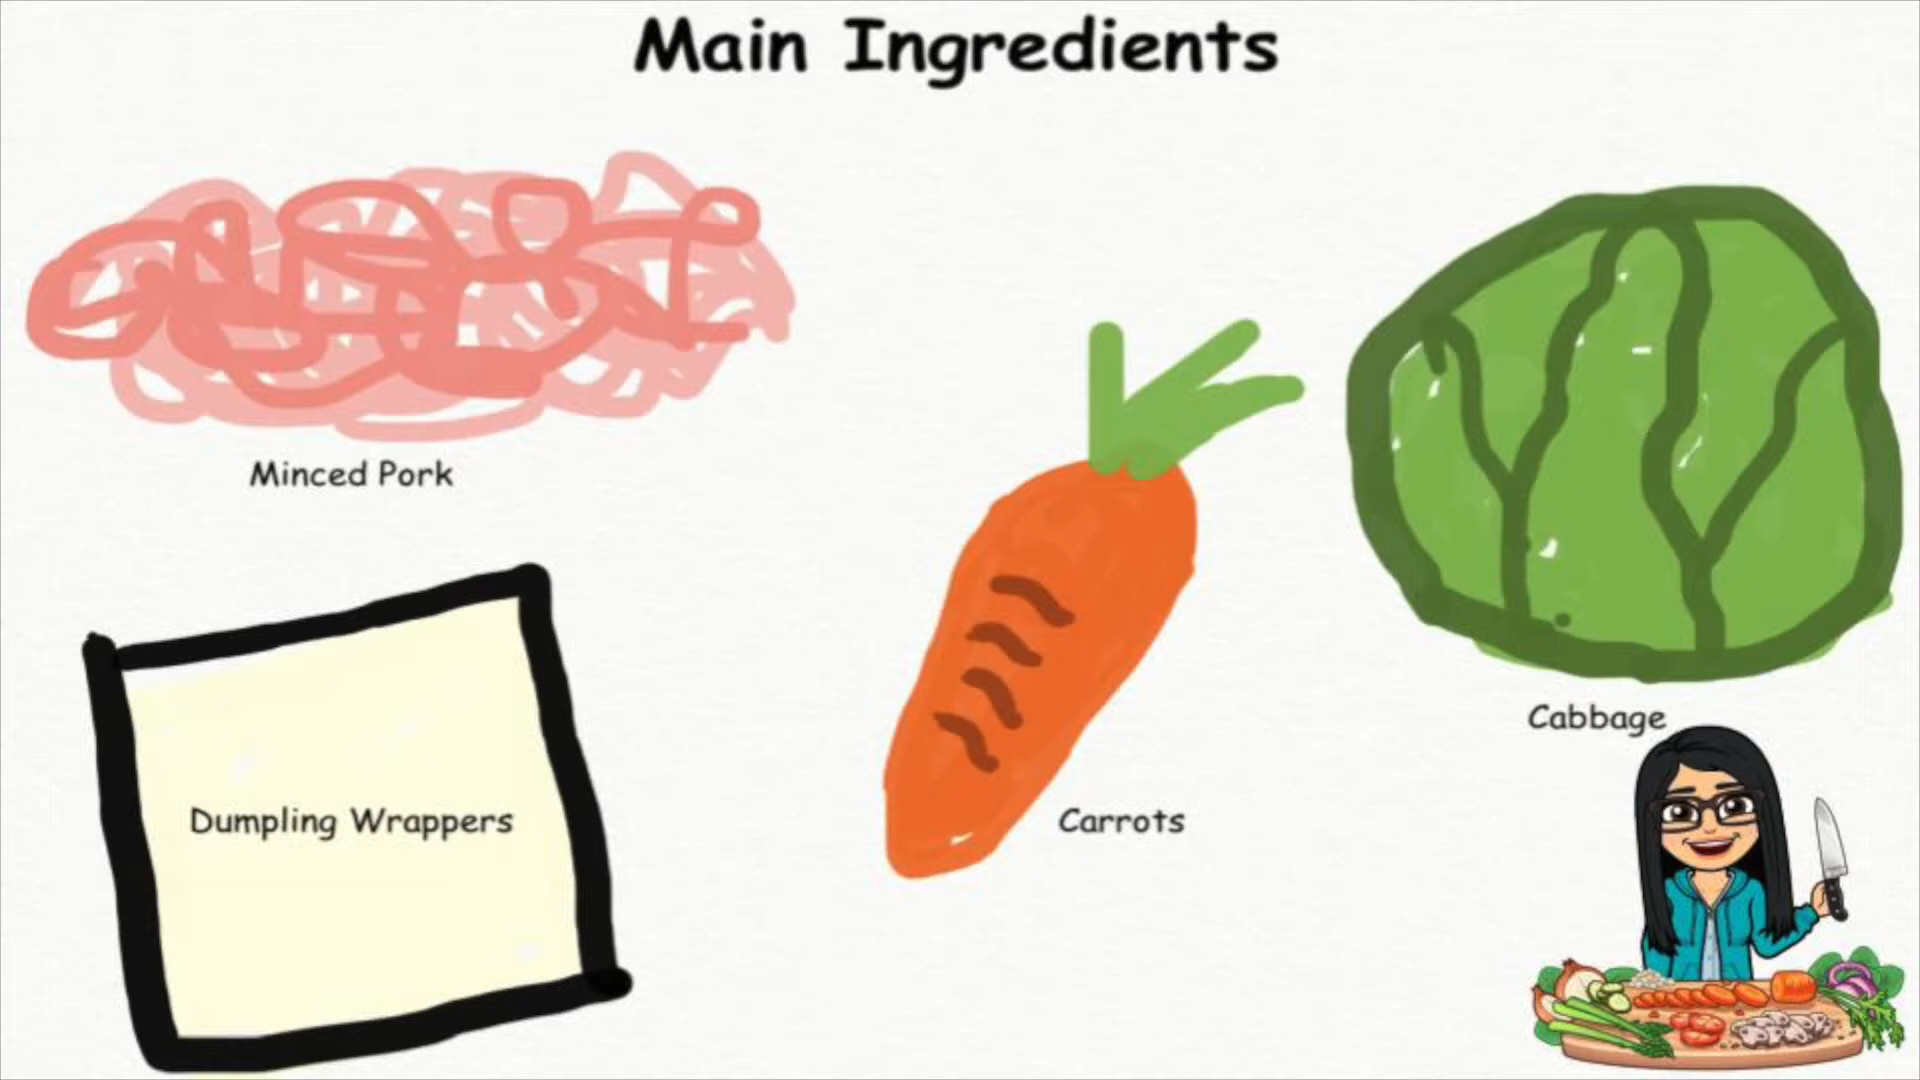 Main Ingredients
Minced Pork
Cabbage
Dumpling Wrappers
Carrots